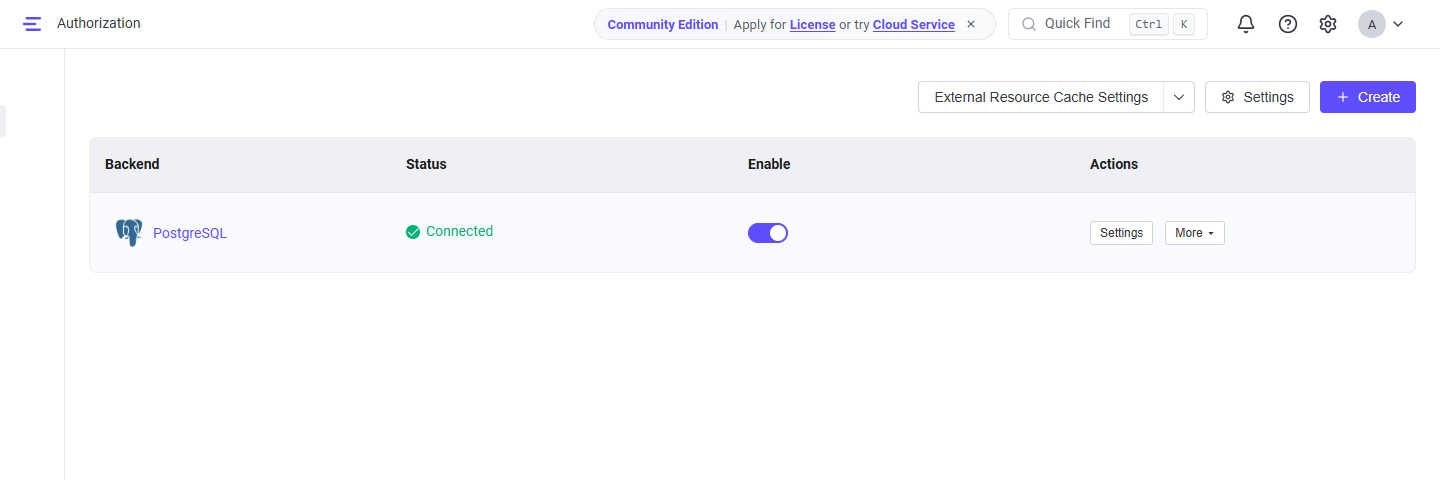 Authorization
Community Edition | Apply for License or try Cloud Service ×
Quick Find Ctrl K
A
External Resource Cache Settings
Settings
+ Create
Backend Status Enable Actions
PostgreSQL Connected Settings More